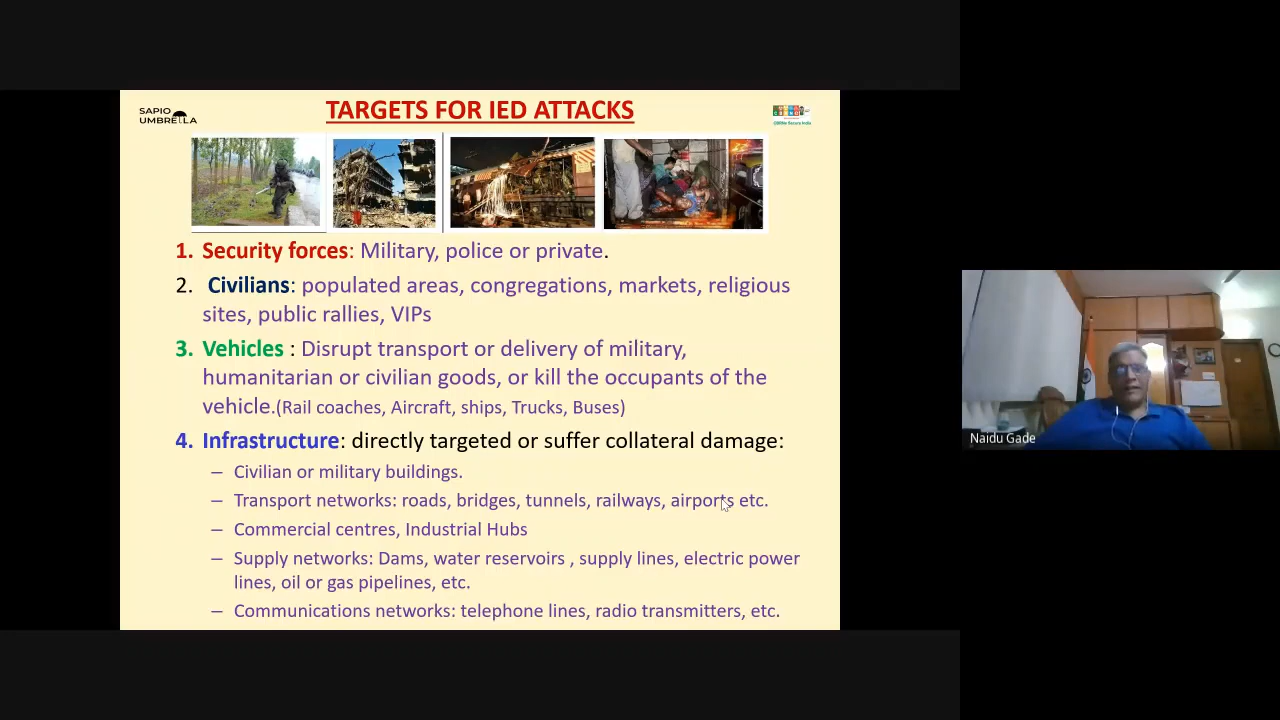 SAPIO
UMBRELLA
TARGETS FOR IED ATTACKS
CBRNe Secure India
1. Security forces: Military, police or private.
2. Civilians: populated areas, congregations, markets, religious
sites, public rallies, VIPs
3. Vehicles : Disrupt transport or delivery of military,
humanitarian or civilian goods, or kill the occupants of the
vehicle.(Rail coaches, Aircraft, ships, Trucks, Buses)
4. Infrastructure: directly targeted or suffer collateral damage:
– Civilian or military buildings.
– Transport networks: roads, bridges, tunnels, railways, airports etc.
– Commercial centres, Industrial Hubs
– Supply networks: Dams, water reservoirs , supply lines, electric power
lines, oil or gas pipelines, etc.
– Communications networks: telephone lines, radio transmitters, etc.
Naidu Gade